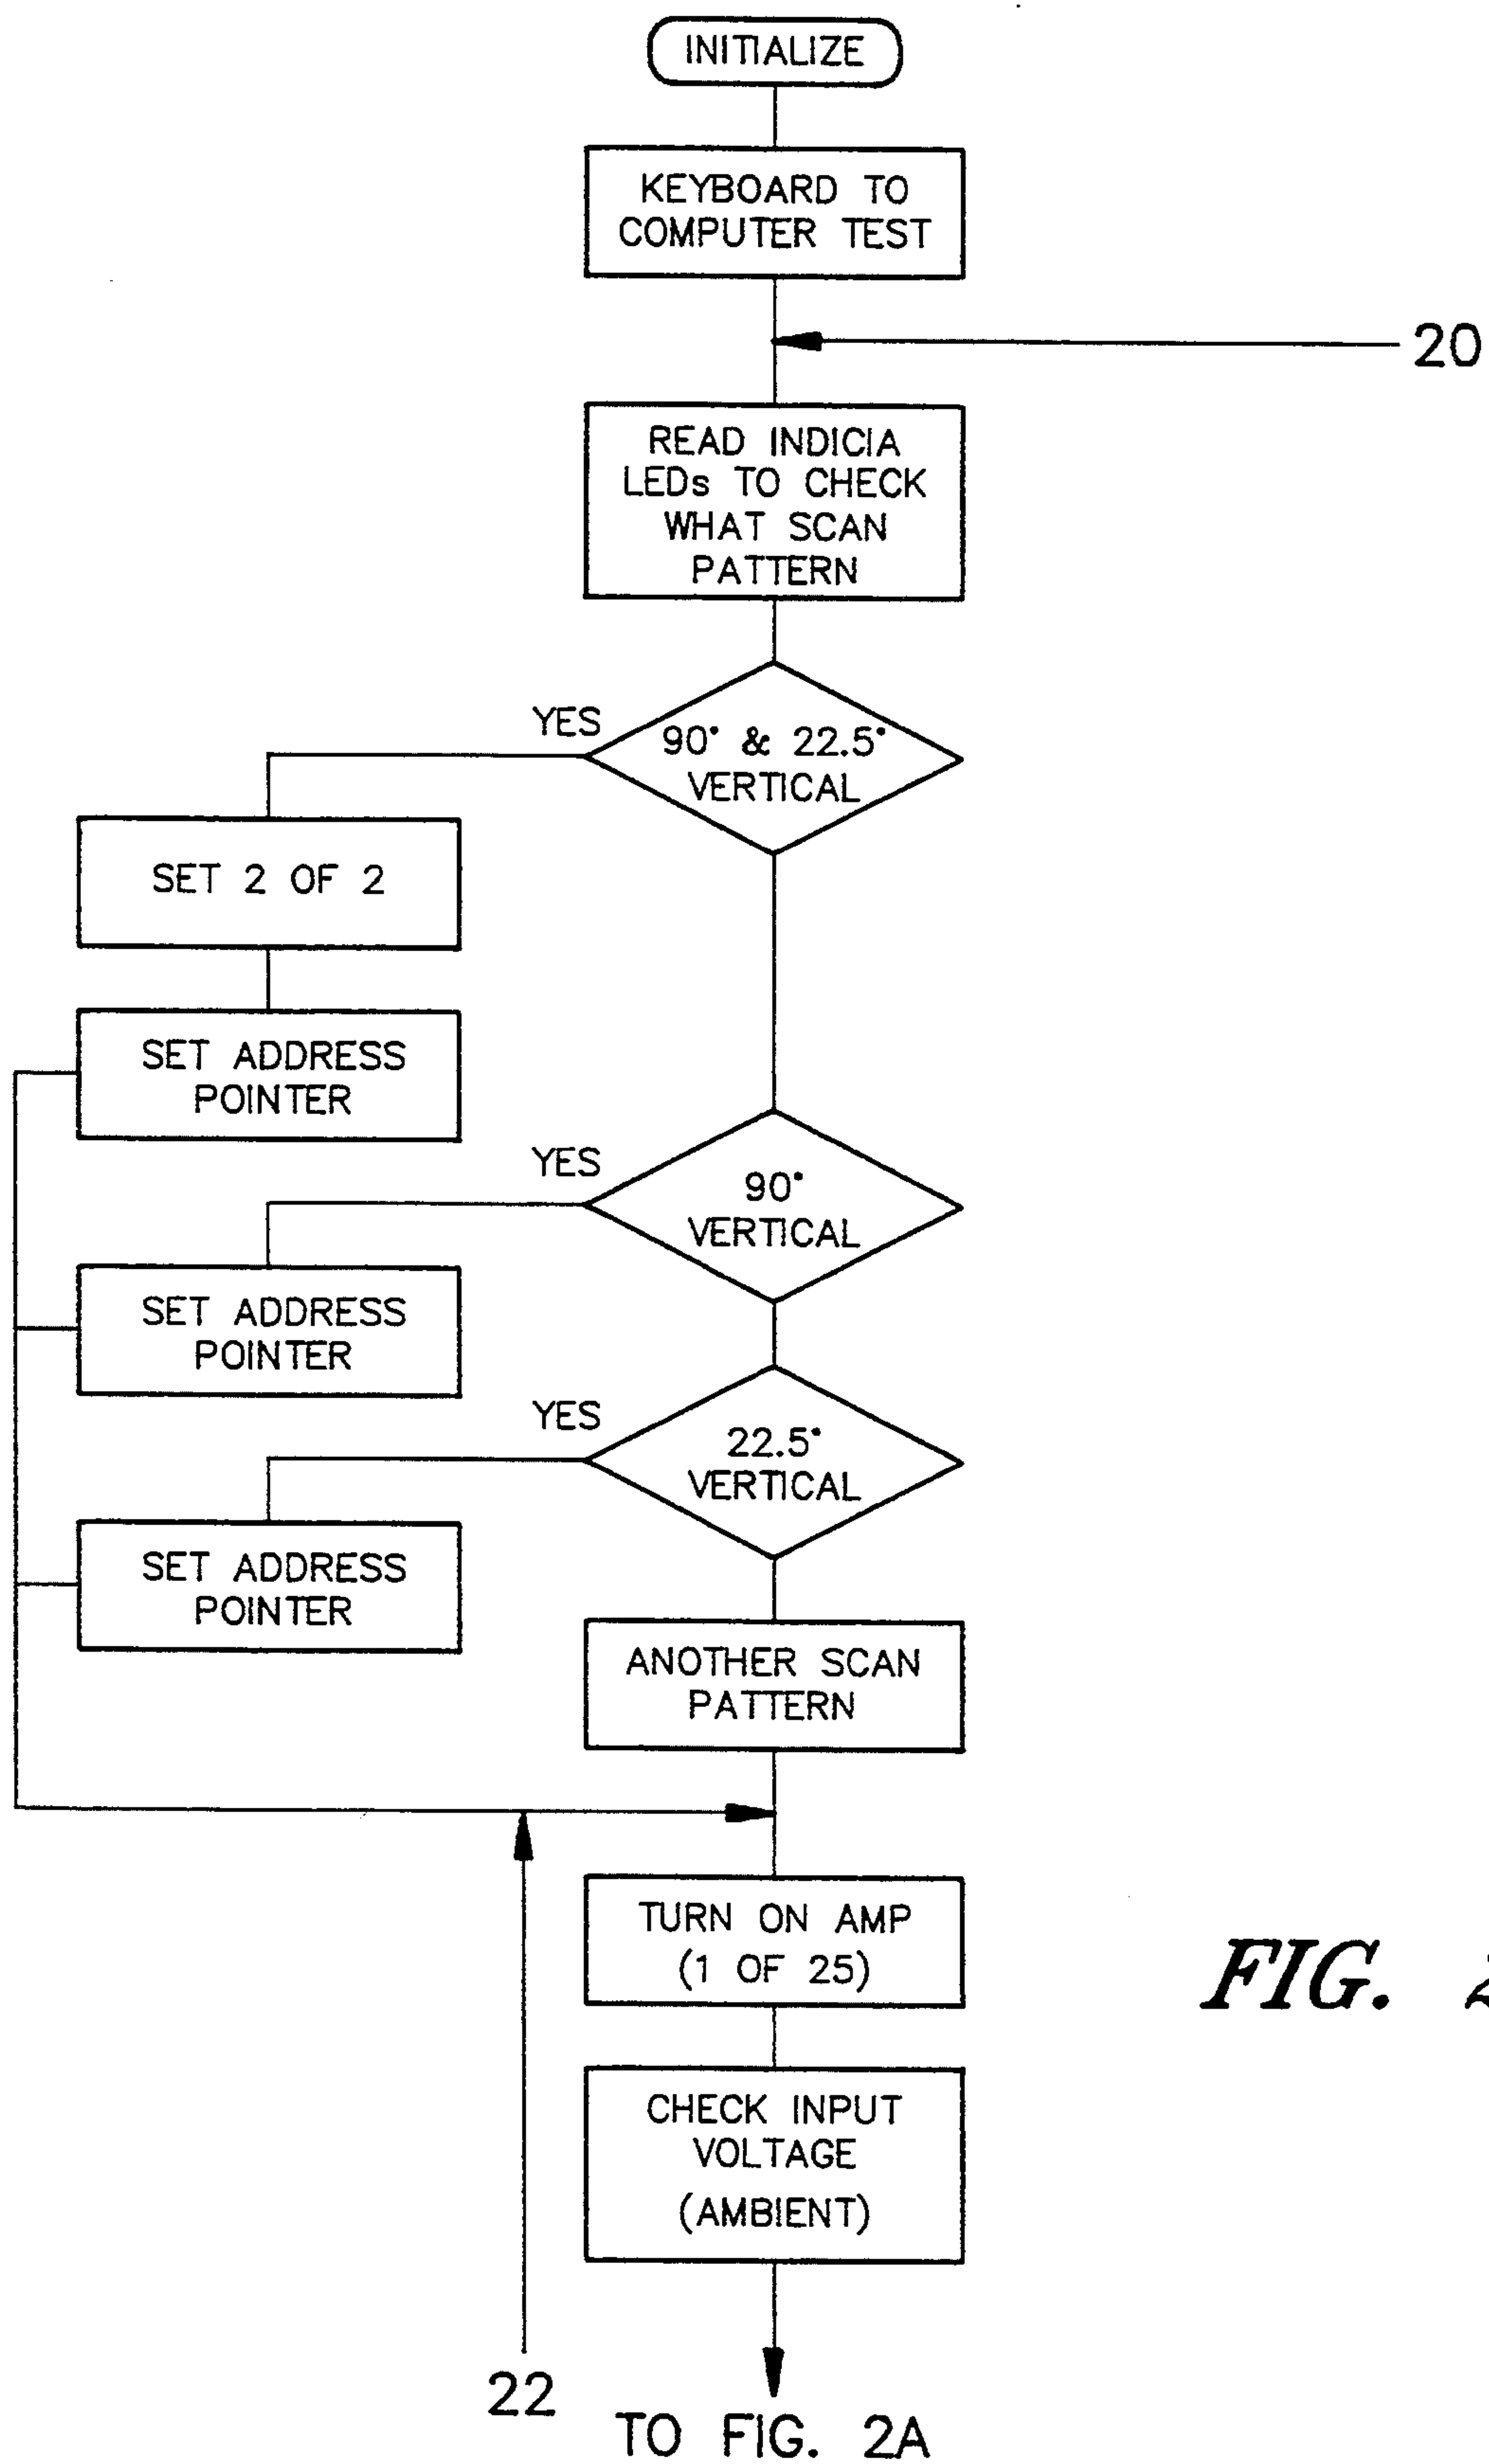 INITIALIZE
KEYBOARD TO
COMPUTER TEST
20
READ INDICIA
LEDs TO CHECK
WHAT SCAN
PATTERN
YES
90° & 22.5°
VERTICAL
SET 2 OF 2
SET ADDRESS
POINTER
YES
90°
VERTICAL
SET ADDRESS
POINTER
YES
22.5°
VERTICAL
SET ADDRESS
POINTER
ANOTHER SCAN
PATTERN
TURN ON AMP
(1 OF 25)
FIG.
CHECK INPUT
VOLTAGE
(AMBIENT)
22
TO FIG. 2A